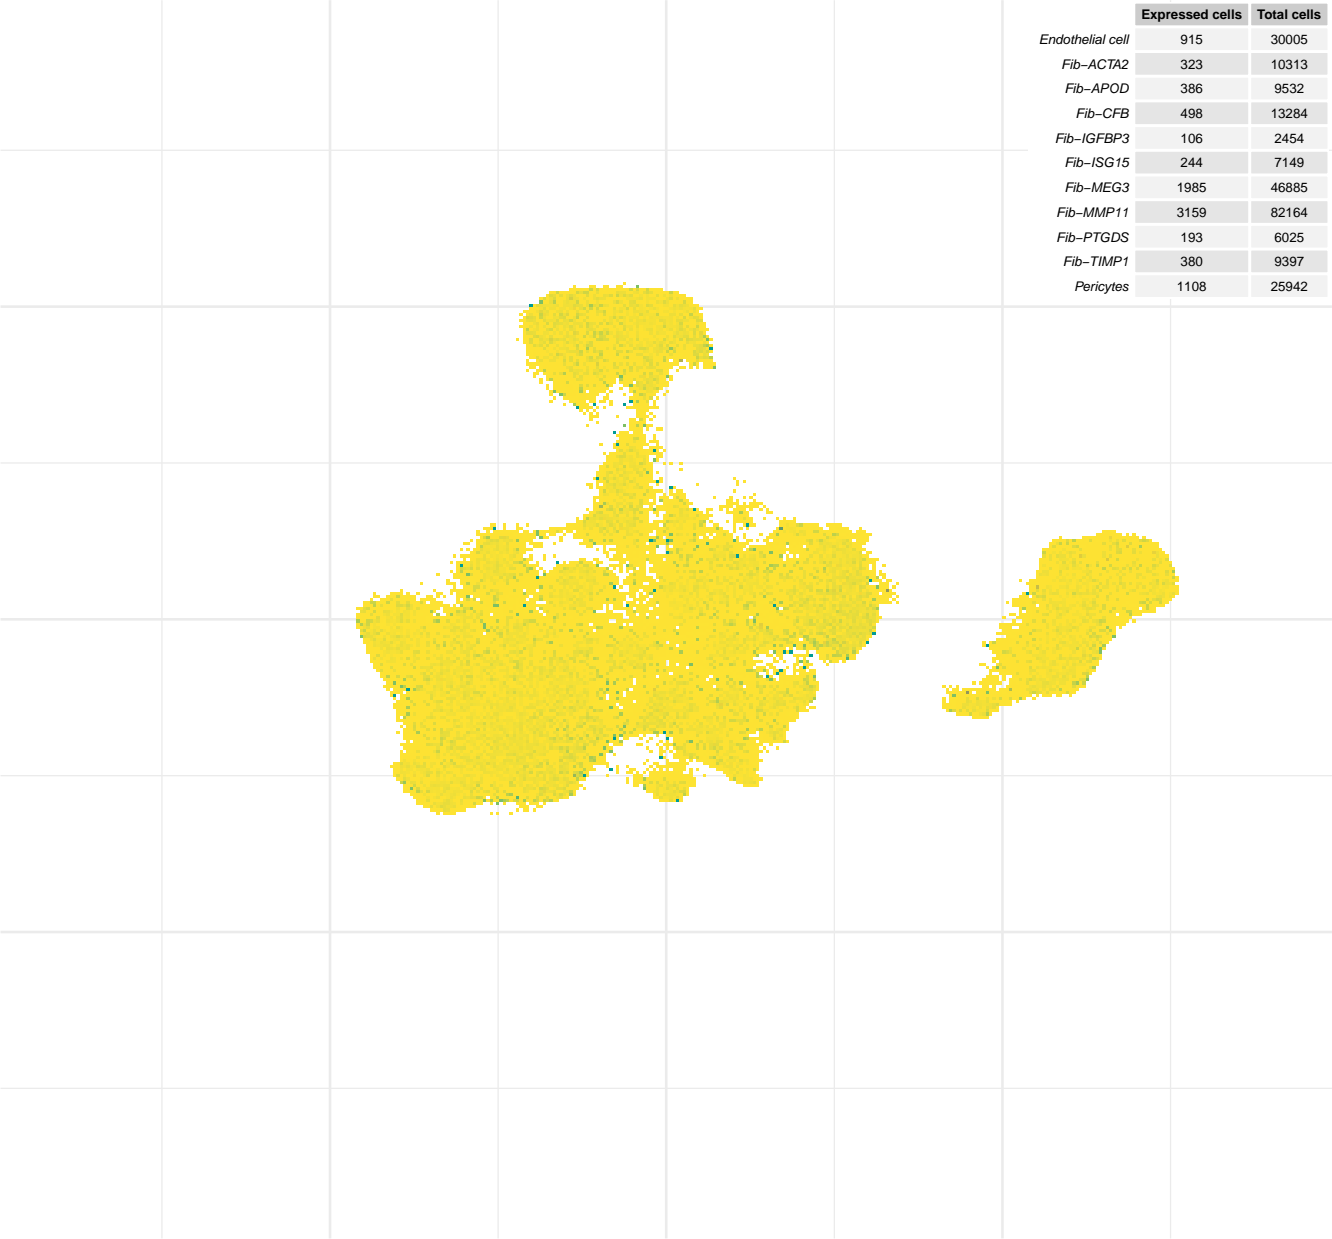 Expressed cells Total cells
Endothelial cell 915 30005
Fib−ACTA2 323 10313
Fib−APOD 386 9532
Fib−CFB 498 13284
Fib−IGFBP3 106 2454
Fib−ISG15 244 7149
Fib−MEG3 1985 46885
Fib−MMP11 3159 82164
Fib−PTGDS 193 6025
Fib−TIMP1 380 9397
Pericytes 1108 25942